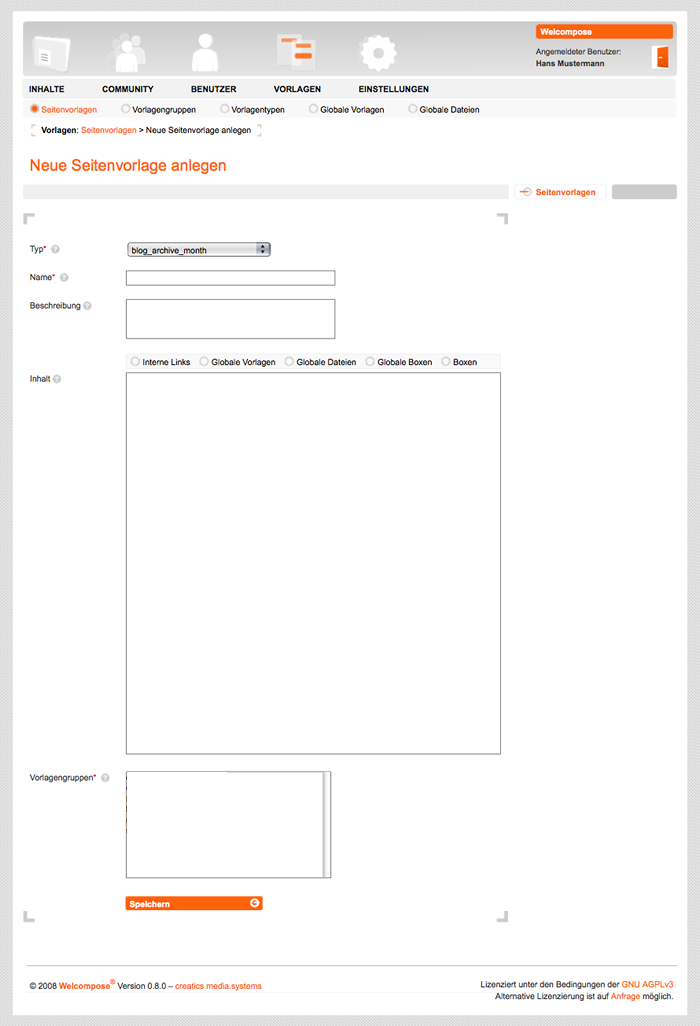 Welcompose
Angemeldeter Benutzer:
Hans Mustermann
INHALTE COMMUNITY BENUTZER VORLAGEN EINSTELLUNGEN
Seitenvorlagen Vorlagengruppen Vorlagentypen Globale Vorlagen Globale Dateien
Vorlagen: Seitenvorlagen > Neue Seitenvorlage anlegen
Neue Seitenvorlage anlegen
Seitenvorlagen
Typ* ? blog_archive_month
Name* ?
Beschreibung ?
Interne Links Globale Vorlagen Globale Dateien Globale Boxen Boxen
Inhalt ?
Vorlagengruppen* ?
Speichern
© 2008 Welcompose® Version 0.8.0 – creatics media.systems
Lizenziert unter den Bedingungen der GNU AGPLv3
Alternative Lizenzierung ist auf Anfrage möglich.